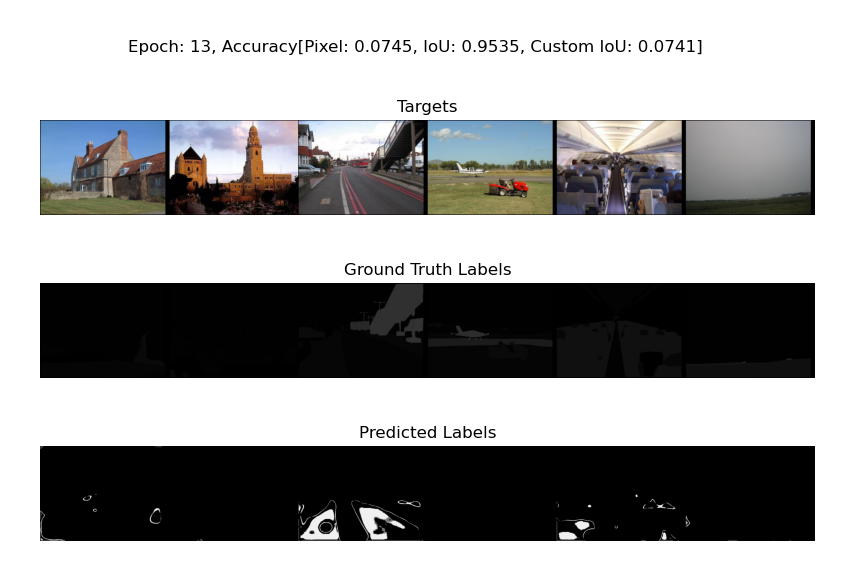 Epoch: 13, Accuracy[Pixel: 0.0745, IoU: 0.9535, Custom IoU: 0.0741]
Targets
Ground Truth Labels
Predicted Labels